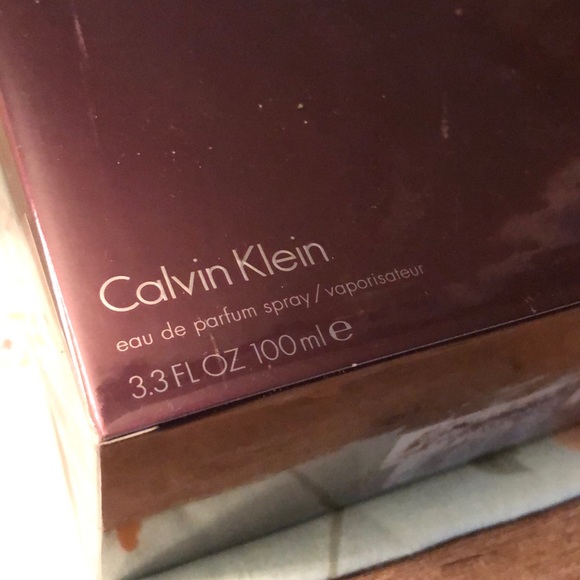 Calvin Klein
eau de parfum spray/vaporisateur
3.3 FL OZ 100 ml ℮